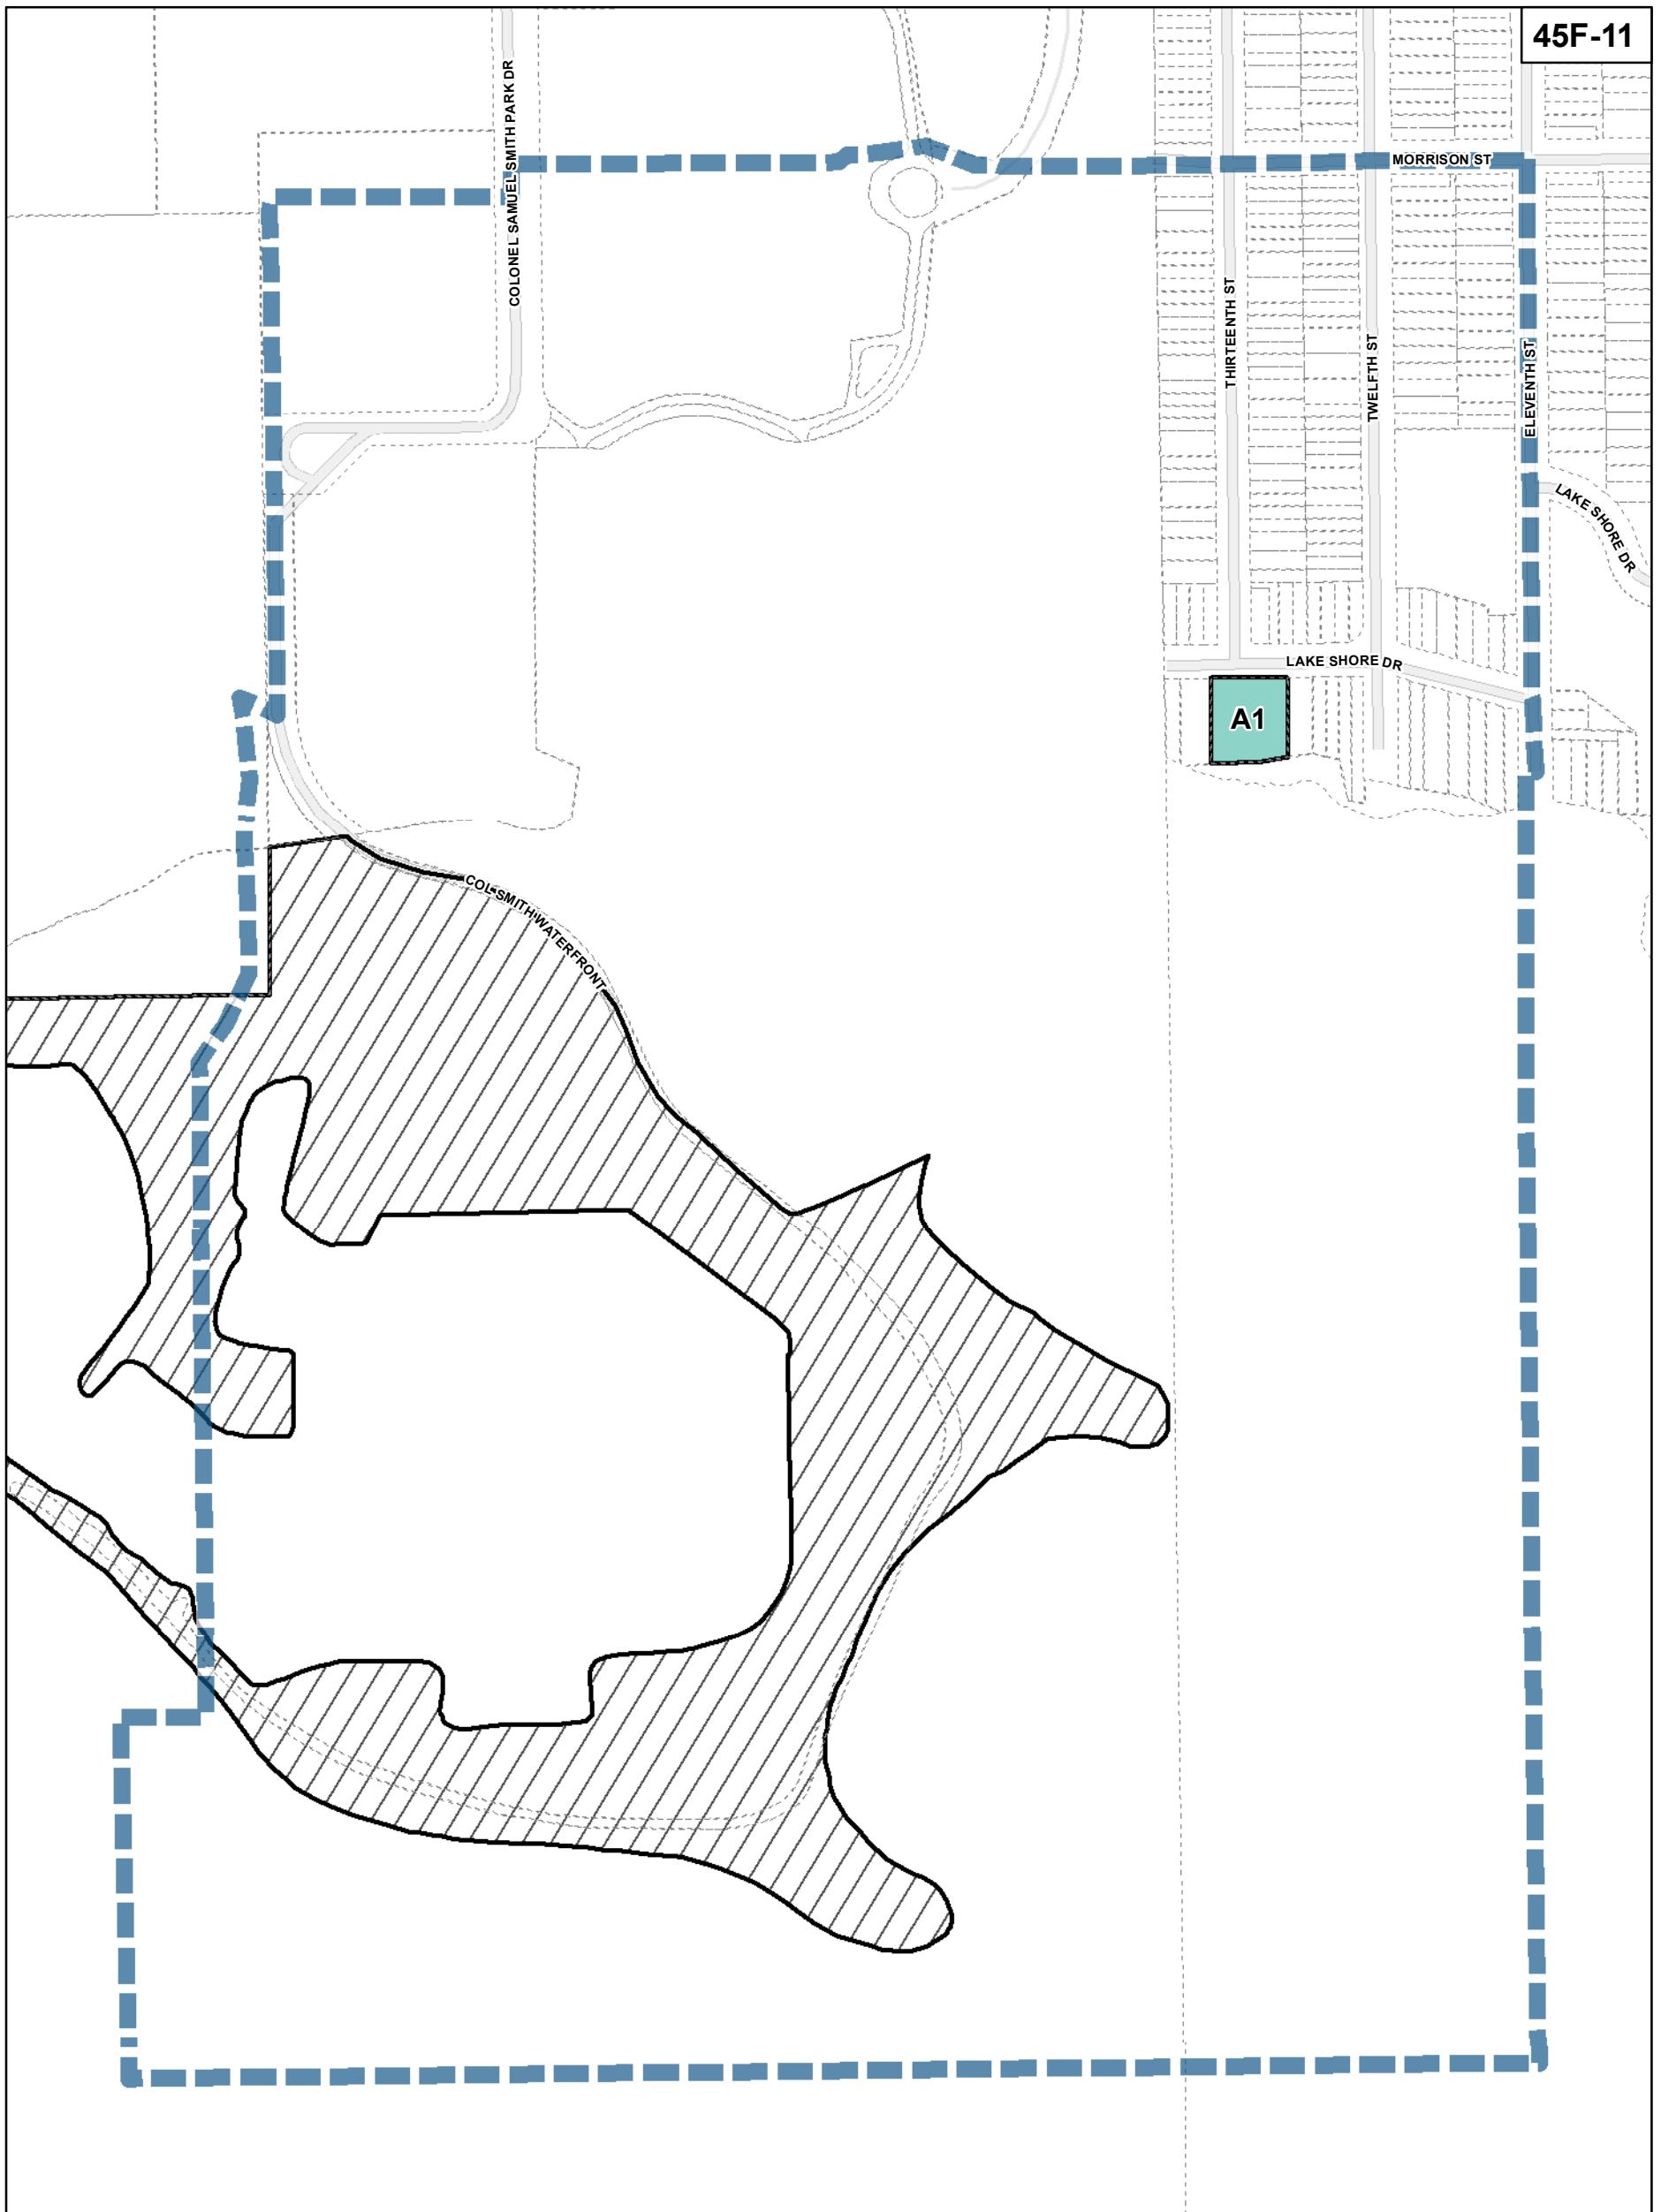 45F-11
COLONEL SAMUEL SMITH PARK DR
MORRISON ST
THIRTEENTH ST
TWELFTH ST
ELEVENTH ST
LAKE SHORE DR
LAKE SHORE DR
A1
COL SMITH WATERFRONT